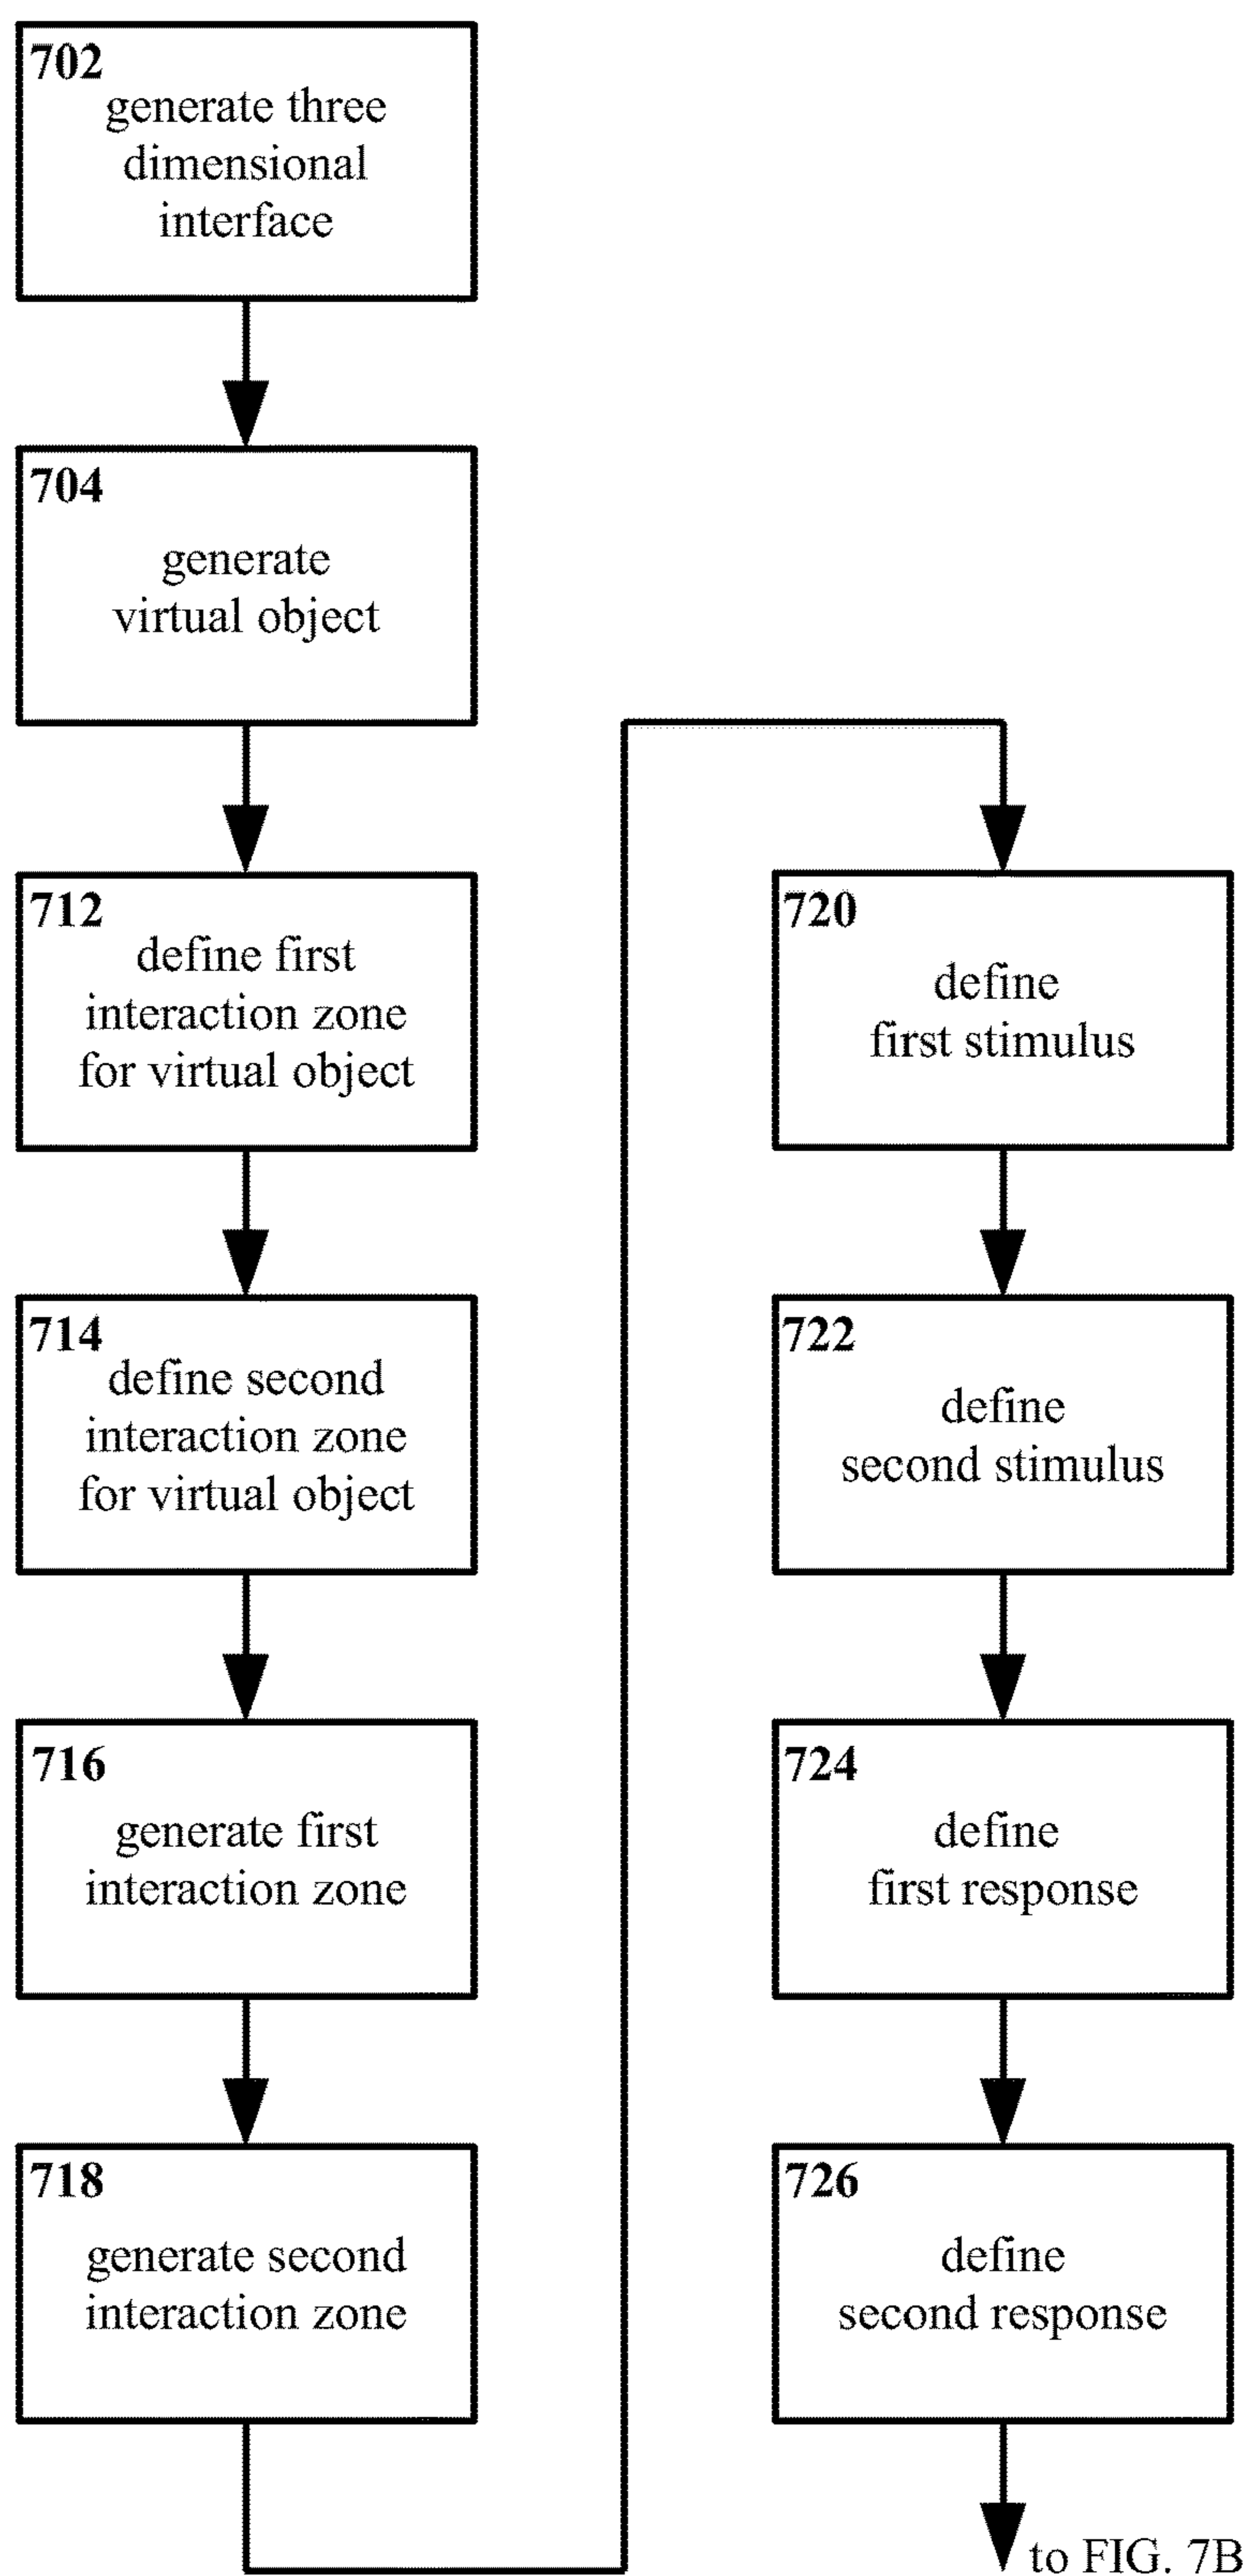 702
generate three
dimensional
interface
704
generate
virtual object
712
define first
interaction zone
for virtual object
714
define second
interaction zone
for virtual object
716
generate first
interaction zone
718
generate second
interaction zone
720
define
first stimulus
722
define
second stimulus
724
define
first response
726
define
second response
to FIG. 7B